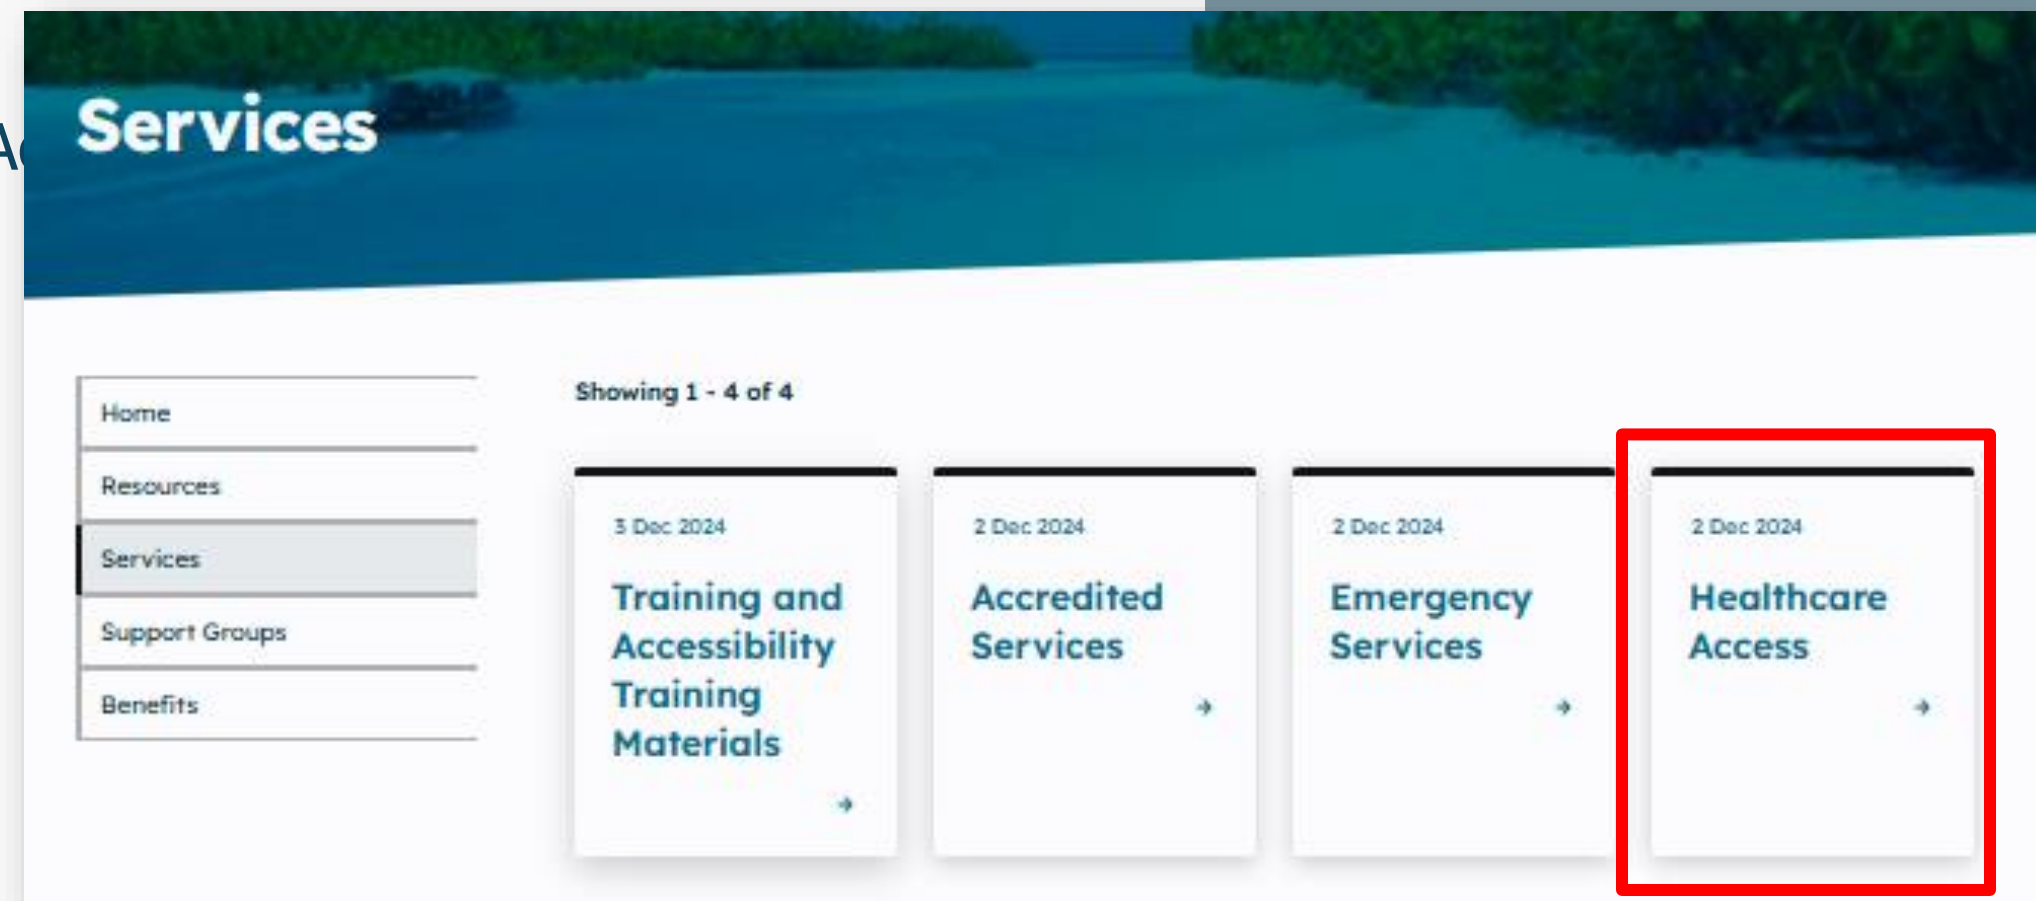 Services
Home
Resources
Services
Support Groups
Benefits
Showing 1 - 4 of 4
3 Dec 2024
Training and
Accessibility
Training
Materials
2 Dec 2024
Accredited
Services
2 Dec 2024
Emergency
Services
2 Dec 2024
Healthcare
Access